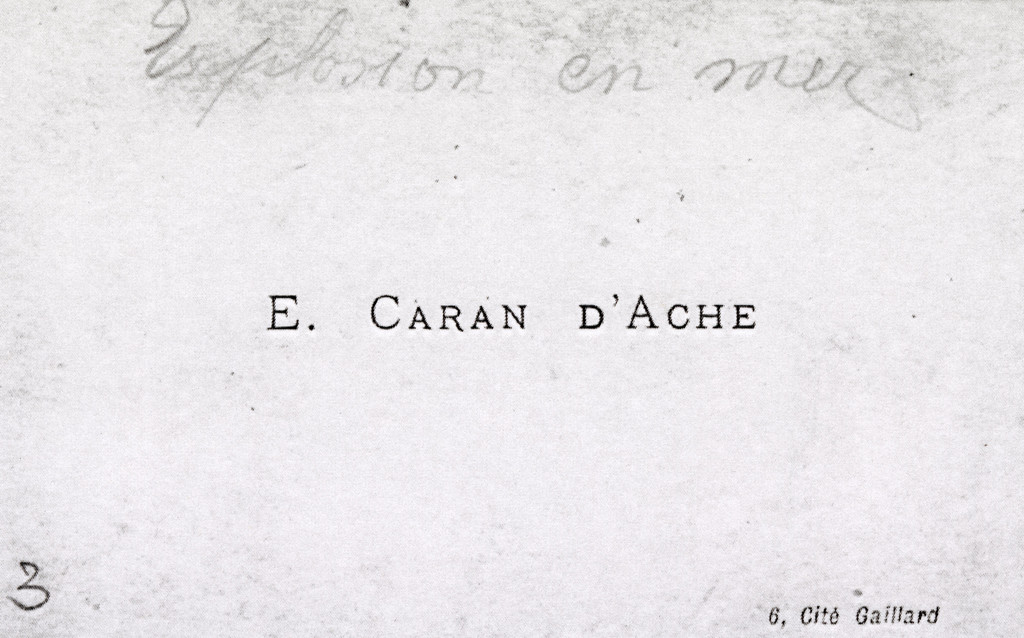 Explosion en mer
E. CARAN D'ACHE
3
6, Cité Gaillard